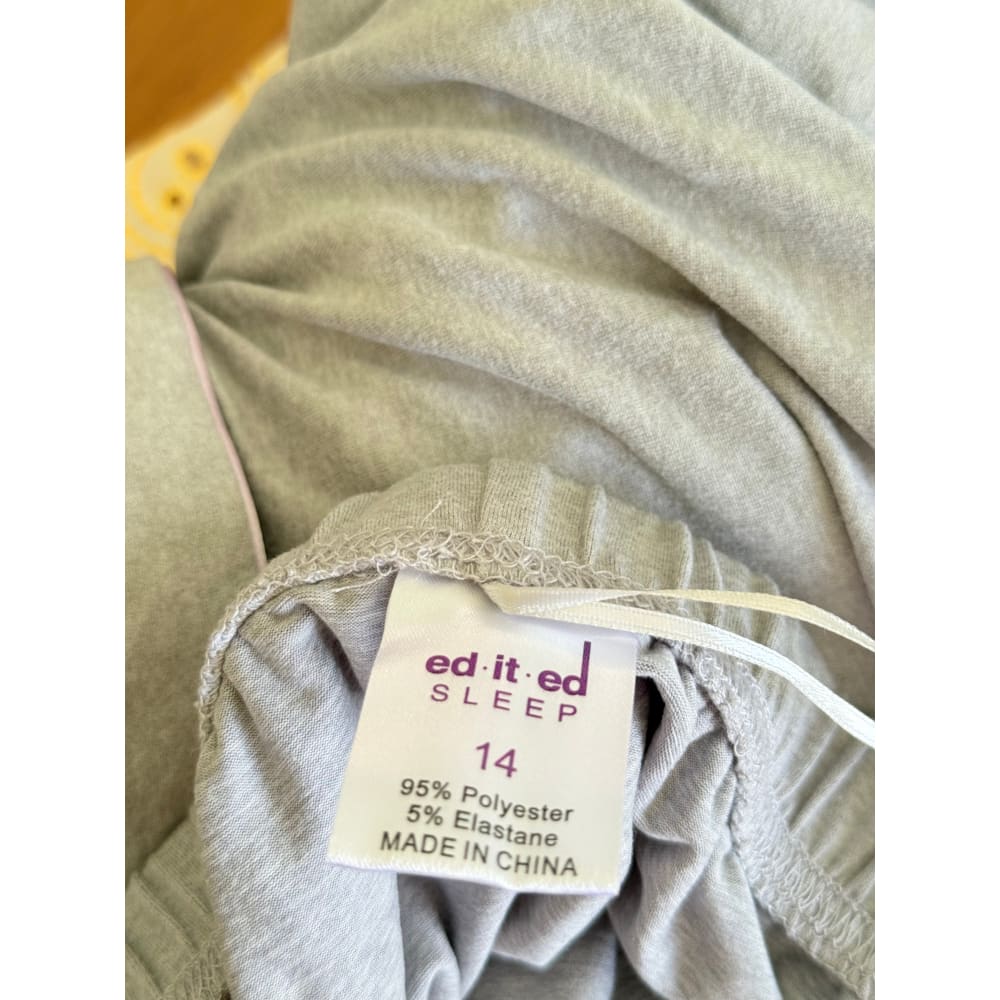 ed·it·ed
SLEEP
14
95% Polyester
5% Elastane
MADE IN CHINA